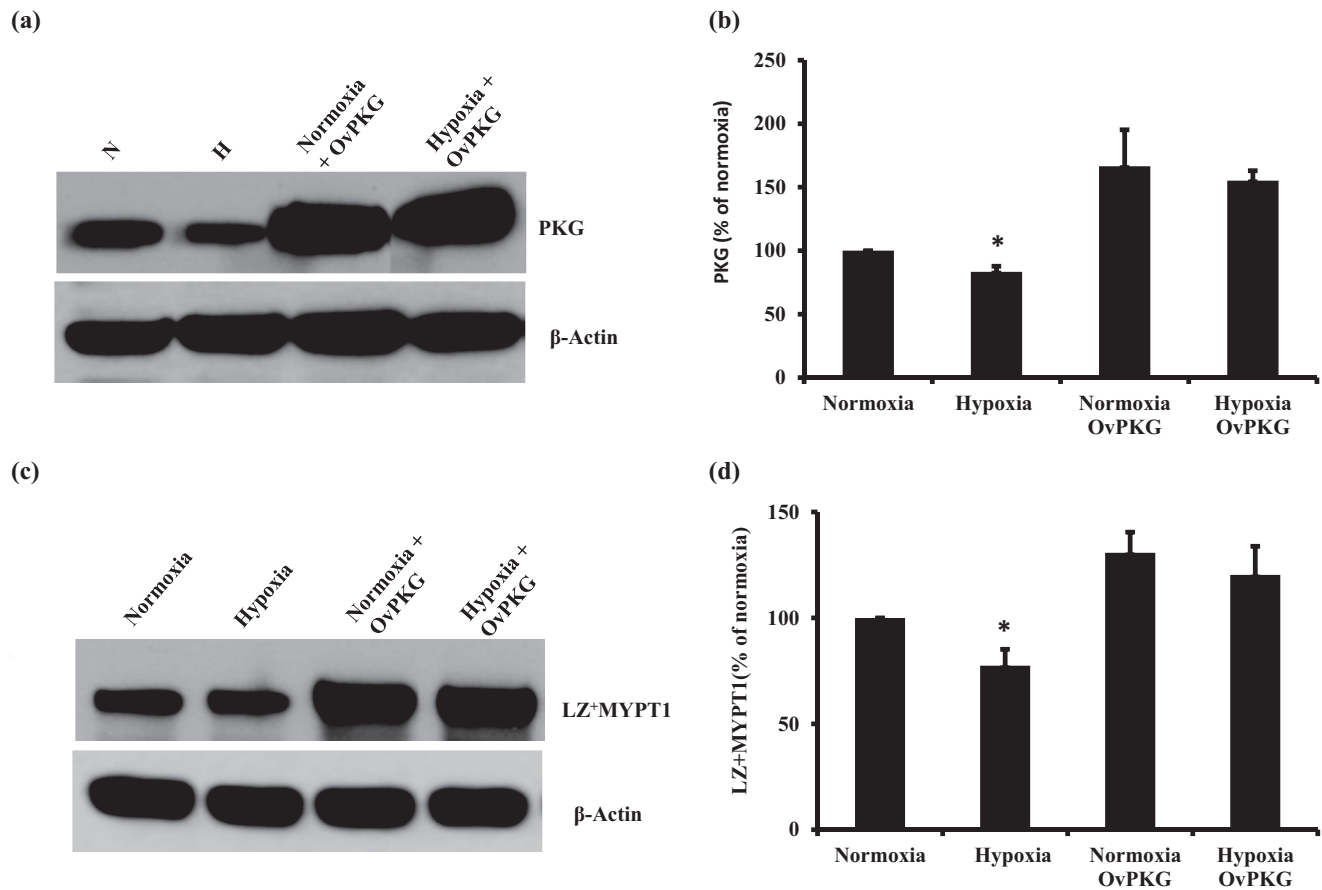 (a)
N
H
Normoxia
+ OvPKG
Hypoxia +
OvPKG
PKG
β-Actin
(b)
PKG (% of normoxia)
250
200
150
100
50
0
*
Normoxia
Hypoxia
Normoxia
OvPKG
Hypoxia
OvPKG
(c)
Normoxia
Hypoxia
Normoxia +
OvPKG
Hypoxia +
OvPKG
LZ⁺MYPT1
β-Actin
(d)
LZ+MYPT1(% of normoxia)
150
100
50
0
*
Normoxia
Hypoxia
Normoxia
OvPKG
Hypoxia
OvPKG